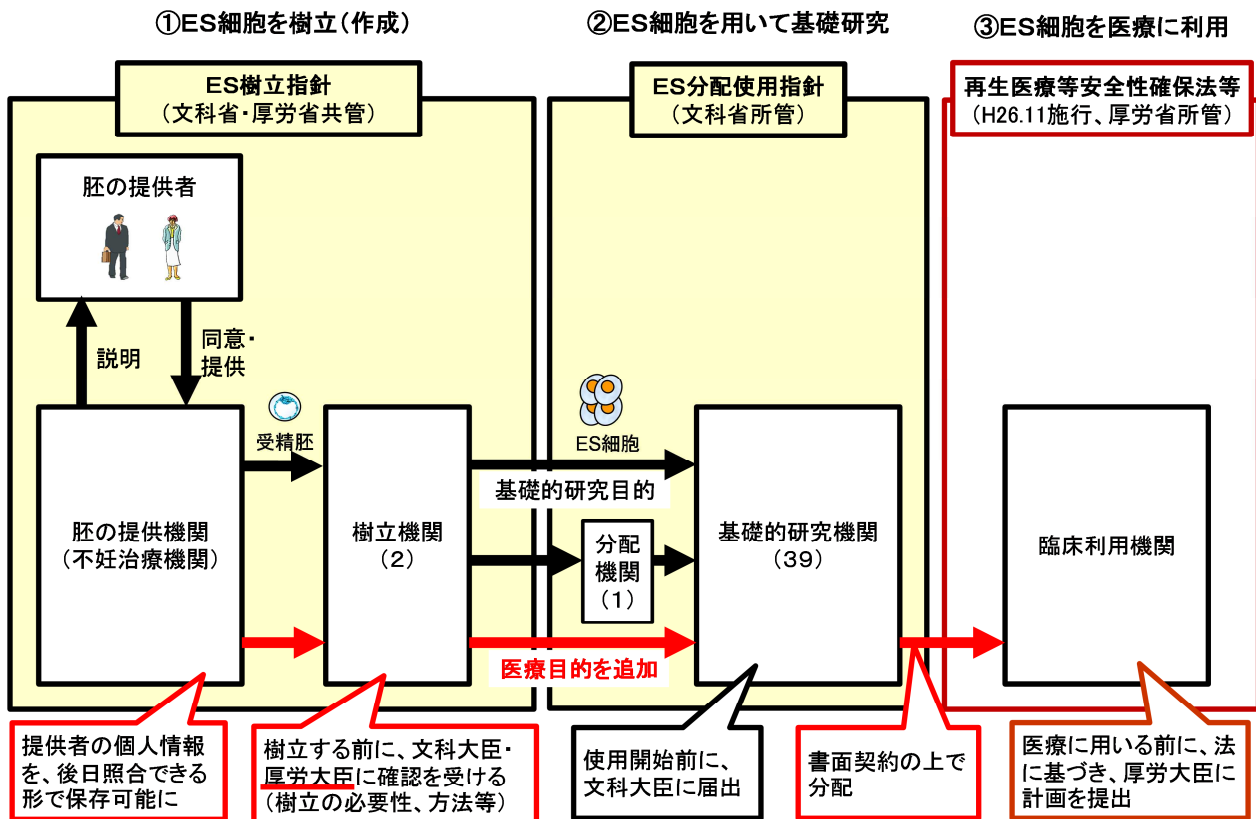 ①ES細胞を樹立(作成)
②ES細胞を用いて基礎研究
③ES細胞を医療に利用
ES樹立指針
(文科省・厚労省共管)
ES分配使用指針
(文科省所管)
再生医療等安全性確保法等
(H26.11施行、厚労省所管)
胚の提供者
説明
同意・
提供
受精胚
ES細胞
基礎的研究目的
胚の提供機関
(不妊治療機関)
樹立機関
(2)
分配
機関
(1)
基礎的研究機関
(39)
臨床利用機関
医療目的を追加
提供者の個人情報
を、後日照合できる
形で保存可能に
樹立する前に、文科大臣・
厚労大臣に確認を受ける
(樹立の必要性、方法等)
使用開始前に、
文科大臣に届出
書面契約の上で
分配
医療に用いる前に、法
に基づき、厚労大臣に
計画を提出